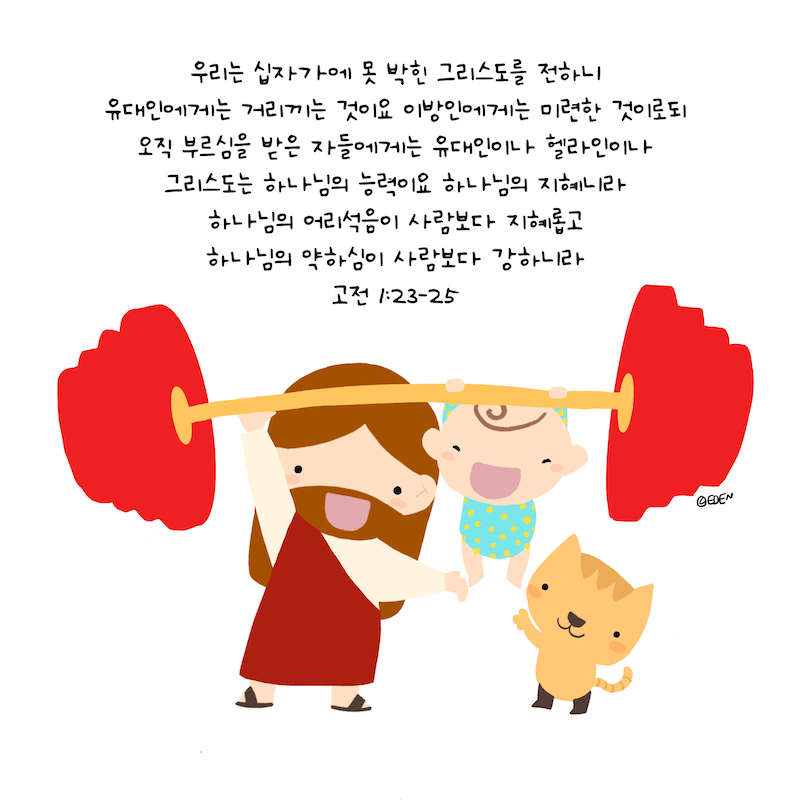 우리는 십자가에 못 박힌 그리스도를 전하니
유대인에게는 거리끼는 것이요 이방인에게는 미련한 것이로되
오직 부르심을 받은 자들에게는 유대인이나 헬라인이나
그리스도는 하나님의 능력이요 하나님의 지혜니라
하나님의 어리석음이 사람보다 지혜롭고
하나님의 약하심이 사람보다 강하니라
고전 1:23-25
©EDEN